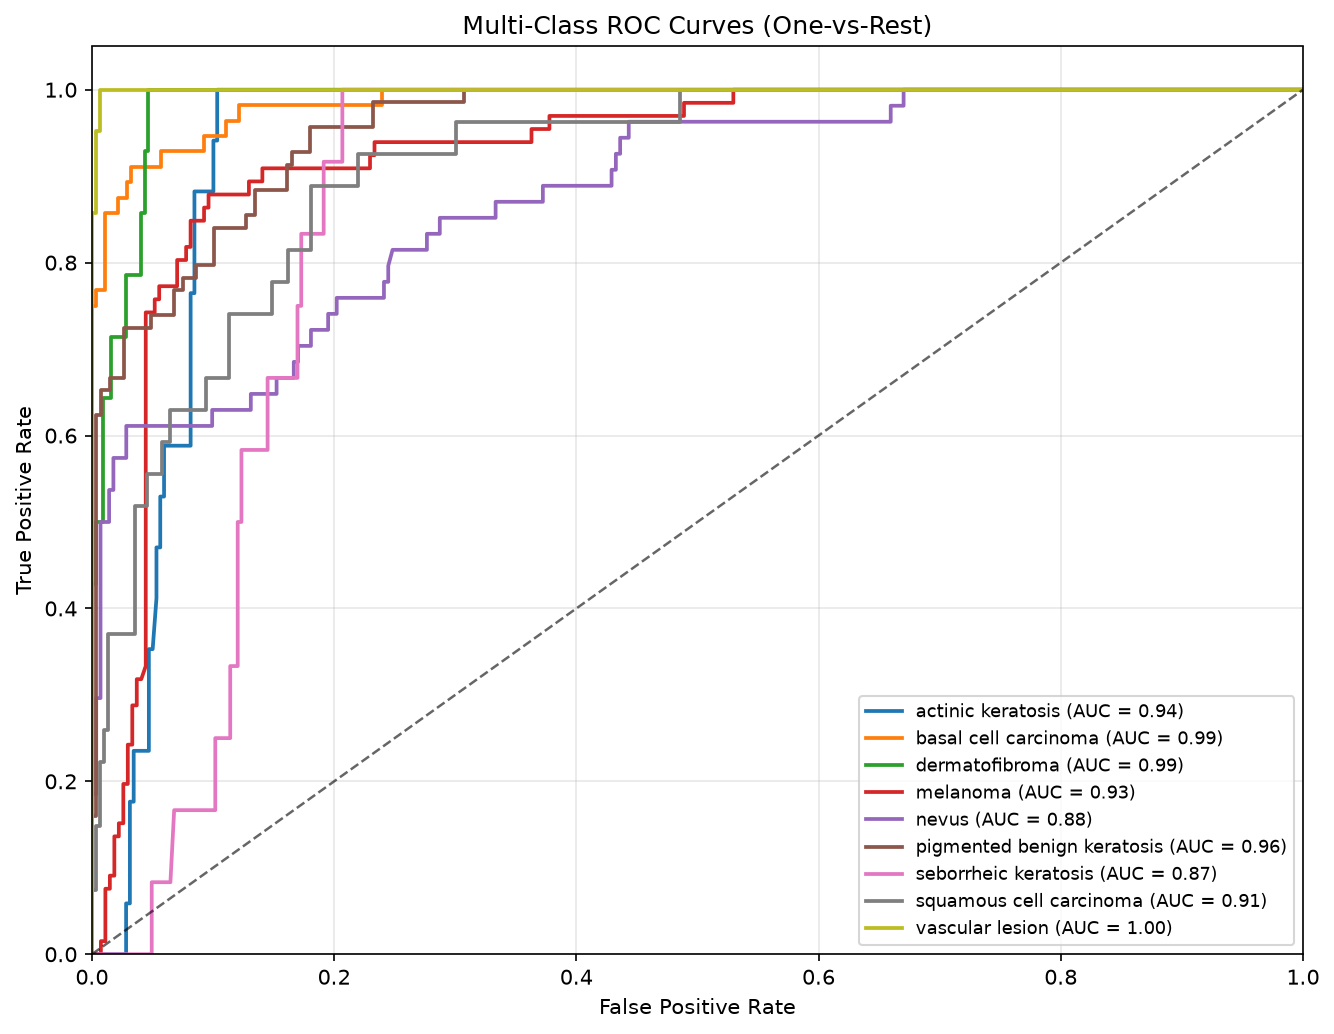 Multi-Class ROC Curves (One-vs-Rest)
True Positive Rate
1.0
0.8
0.6
0.4
0.2
0.0
0.0 0.2 0.4 0.6 0.8 1.0
False Positive Rate
actinic keratosis (AUC = 0.94)
basal cell carcinoma (AUC = 0.99)
dermatofibroma (AUC = 0.99)
melanoma (AUC = 0.93)
nevus (AUC = 0.88)
pigmented benign keratosis (AUC = 0.96)
seborrheic keratosis (AUC = 0.87)
squamous cell carcinoma (AUC = 0.91)
vascular lesion (AUC = 1.00)